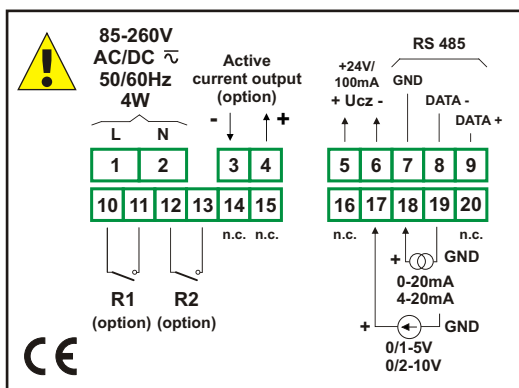 85-260V
AC/DC
50/60Hz
4W
L N
Active
current output
(option)
- +
+24V/
100mA
+ Ucz -
RS 485
GND
DATA -
DATA +
1 2 3 4 5 6 7 8 9
10 11 12 13 14 15 16 17 18 19 20
n.c. n.c. n.c. n.c.
R1 R2
(option) (option)
+ GND
0-20mA
4-20mA
+ GND
0/1-5V
0/2-10V
CE